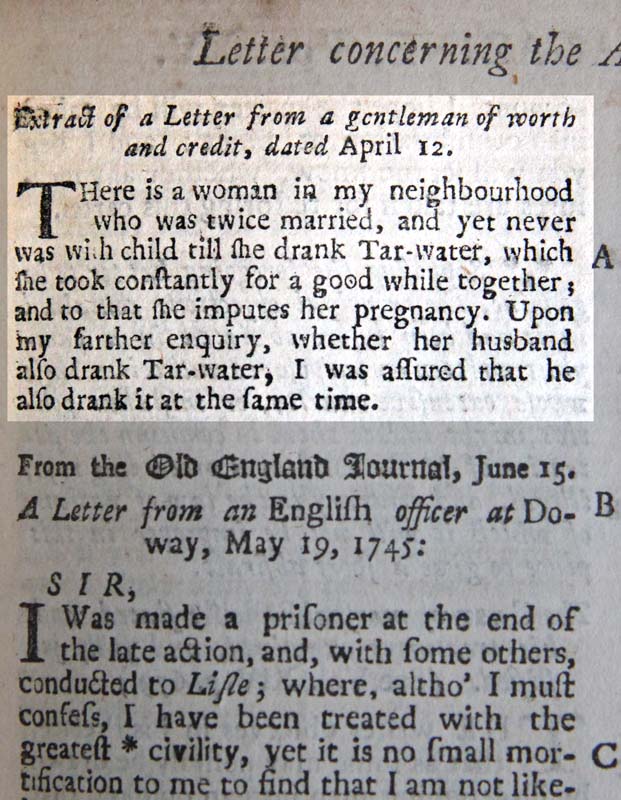 Letter concerning the A
Extract of a Letter from a gentleman of worth
and credit, dated April 12.
THere is a woman in my neighbourhood
who was twice married, and yet never
was with child till ſhe drank Tar-water, which
A
ſhe took conſtantly for a good while together;
and to that ſhe imputes her pregnancy. Upon
my farther enquiry, whether her husband
alſo drank Tar-water, I was aſſured that he
alſo drank it at the ſame time.
From the Old England Journal, June 15.
A Letter from an Engliſh officer at Do-
B
way, May 19, 1745:
SIR,
I Was made a priſoner at the end of
the late action, and, with ſome others,
conducted to Liſle; where, altho' I muſt
confeſs, I have been treated with the
greateſt * civility, yet it is no ſmall mor-
C
tification to me to find that I am not like-